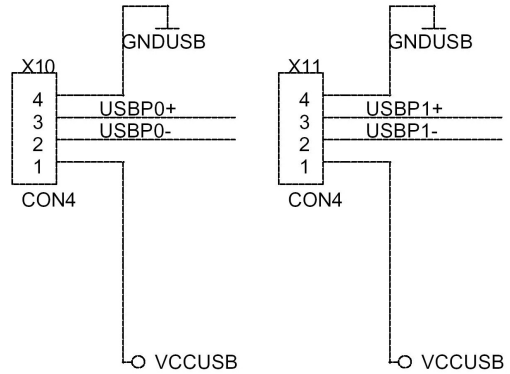 GNDUSB
X10
4
USBP0+
3
USBP0-
2
1
CON4
VCCUSB
GNDUSB
X11
4
USBP1+
3
USBP1-
2
1
CON4
VCCUSB